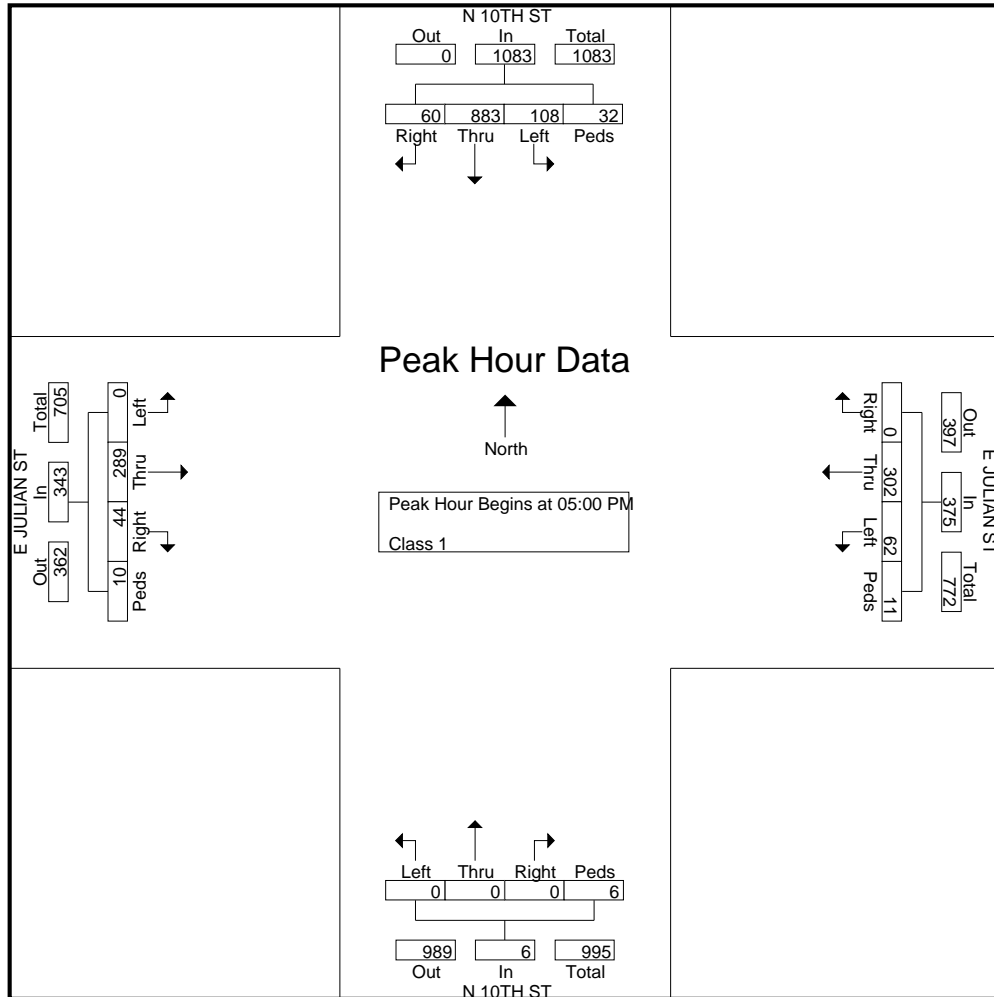 N 10TH ST
Out In Total
0 1083 1083
60 883 108 32
Right Thru Left Peds
Peak Hour Data
North
Peak Hour Begins at 05:00 PM
Class 1
E JULIAN ST
Total In Out
705 343 362
0 289 44 10
Left Thru Right Peds
Right Thru Left Peds
0 302 62 11
Out In Total
397 375 772
E JULIAN ST
Left Thru Right Peds
0 0 0 6
989 6 995
Out In Total
N 10TH ST